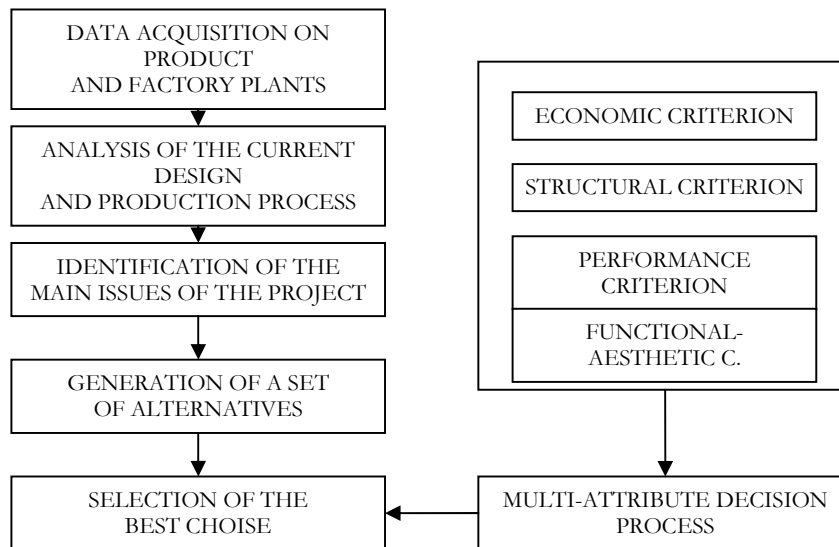 DATA ACQUISITION ON
PRODUCT
AND FACTORY PLANTS
ANALYSIS OF THE CURRENT
DESIGN
AND PRODUCTION PROCESS
IDENTIFICATION OF THE
MAIN ISSUES OF THE PROJECT
GENERATION OF A SET
OF ALTERNATIVES
SELECTION OF THE
BEST CHOISE
ECONOMIC CRITERION
STRUCTURAL CRITERION
PERFORMANCE
CRITERION
FUNCTIONAL-
AESTHETIC C.
MULTI-ATTRIBUTE DECISION
PROCESS